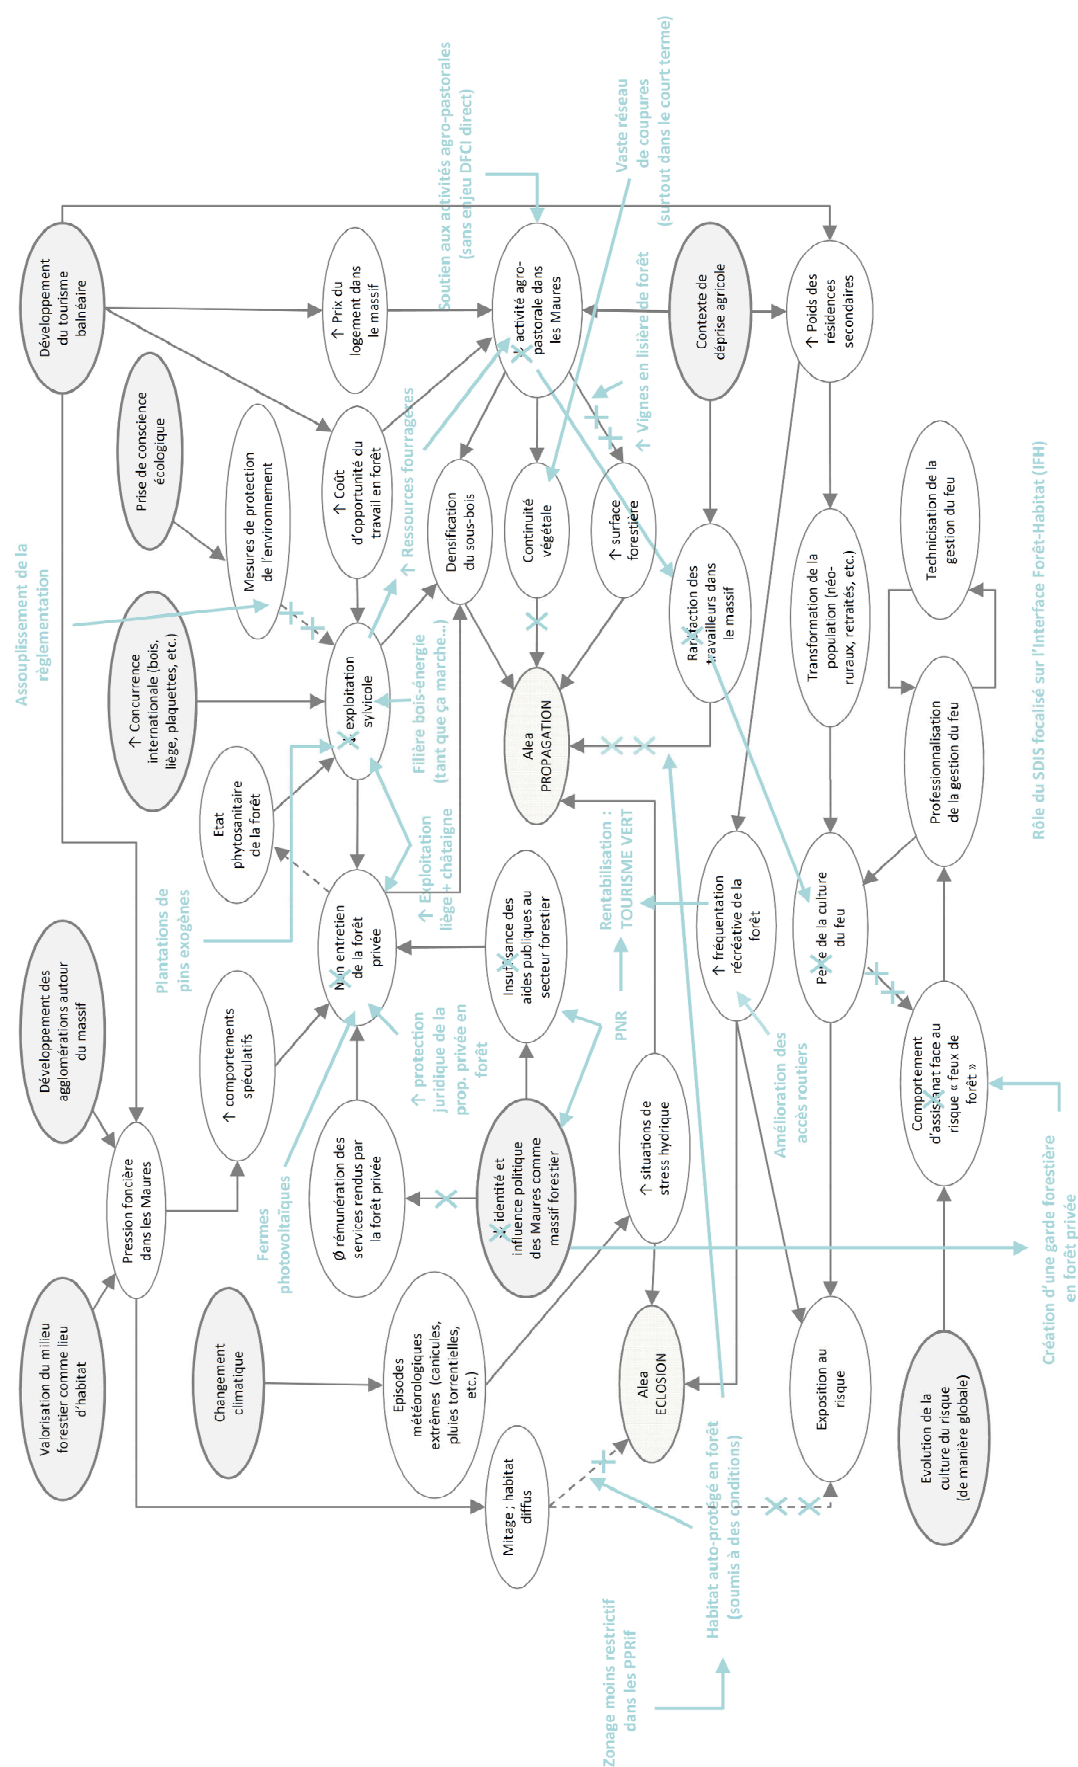 Assouplissement de la
règlementation
Valorisation du milieu
forestier comme lieu
d'habitat
Développement des
agglomérations autour
du massif
Développement
du tourisme
balnéaire
Pression foncière
dans les Maures
Plantations de
pins exogènes
↑ Concurrence
internationale (bois,
liège, plaquettes, etc.)
Prise de conscience
écologique
Changement
climatique
↑ comportements
spéculatifs
Etat
phytosanitaire
de la forêt
Mesures de protection
de l'environnement
Fermes
photovoltaïques
Ø rémunération des
services rendus par
la forêt privée
Non entretien
de la forêt
privée
↓ exploitation
sylvicole
↑ Coût
d'opportunité du
travail en forêt
↑ Prix du
logement dans
le massif
Episodes
météorologiques
extrêmes (canicules,
pluies torrentielles,
etc.)
↑ protection
juridique de la
prop. privée en
forêt
↑ Exploitation
liège + châtaigne
Filière bois-énergie
(tant que ça marche...)
↑ Ressources fourragères
Soutien aux activités agro-pastorales
(sans enjeu DFCI direct)
Densification
du sous-bois
Mitage ; habitat
diffus
↓ identité et
influence politique
des Maures comme
massif forestier
Insuffisance des
aides publiques au
secteur forestier
Alea
PROPAGATION
Continuité
végétale
↓ activité agro-
pastorale dans
les Maures
Zonage moins restrictif
dans les PPRif
Alea
ECLOSION
↑ situations de
stress hydrique
PNR
Rentabilisation :
TOURISME VERT
↑ surface
forestière
↑ Vignes en lisière de forêt
Vaste réseau
de coupures
(surtout dans le court terme)
Habitat auto-protégé en forêt
(soumis à des conditions)
↑ fréquentation
récréative de la
forêt
Raréfaction des
travailleurs dans
le massif
Contexte de
déprise agricole
Amélioration des
accès routiers
Exposition au
risque
Perte de la culture
du feu
Transformation de la
population (néo-
ruraux, retraités, etc.)
↑ Poids des
résidences
secondaires
Evolution de la
culture du risque
(de manière globale)
Comportement
d'assistanat face au
risque « feux de
forêt »
Professionnalisation
de la gestion du feu
Technicisation de la
gestion du feu
Création d'une garde forestière
en forêt privée
Rôle du SDIS focalisé sur l'Interface Forêt-Habitat (IFH)